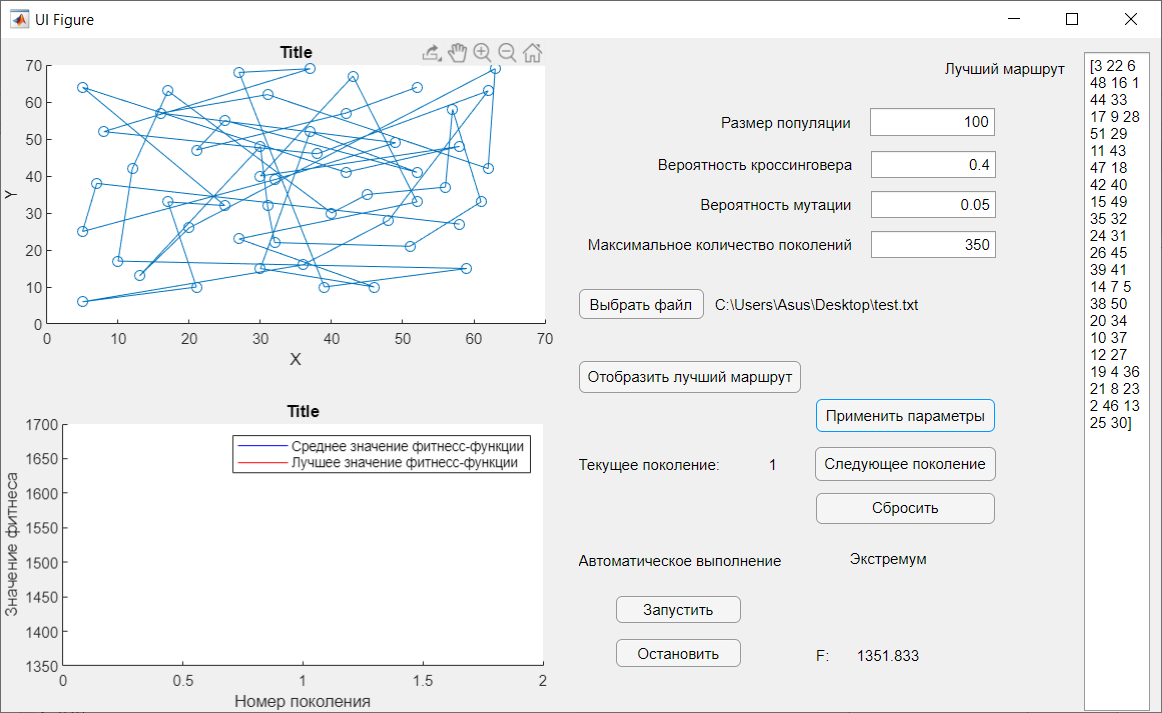 UI Figure
Title
70
60
50
40
30
20
10
0
Y
0 10 20 30 40 50 60 70
X
Title
1700
1650
1600
1550
1500
1450
1400
1350
Значение фитнеса
Среднее значение фитнесс-функции
Лучшее значение фитнесс-функции
0 0.5 1 1.5 2
Номер поколения
Размер популяции 100
Вероятность кроссинговера 0.4
Вероятность мутации 0.05
Максимальное количество поколений 350
Выбрать файл C:\Users\Asus\Desktop\test.txt
Отобразить лучший маршрут
Применить параметры
Текущее поколение: 1 Следующее поколение
Сбросить
Автоматическое выполнение Экстремум
Запустить
Остановить
F: 1351.833
Лучший маршрут
[3 22 6
48 16 1
44 33
17 9 28
51 29
11 43
47 18
42 40
15 49
35 32
24 31
26 45
39 41
14 7 5
38 50
20 34
10 37
12 27
19 4 36
21 8 23
2 46 13
25 30]